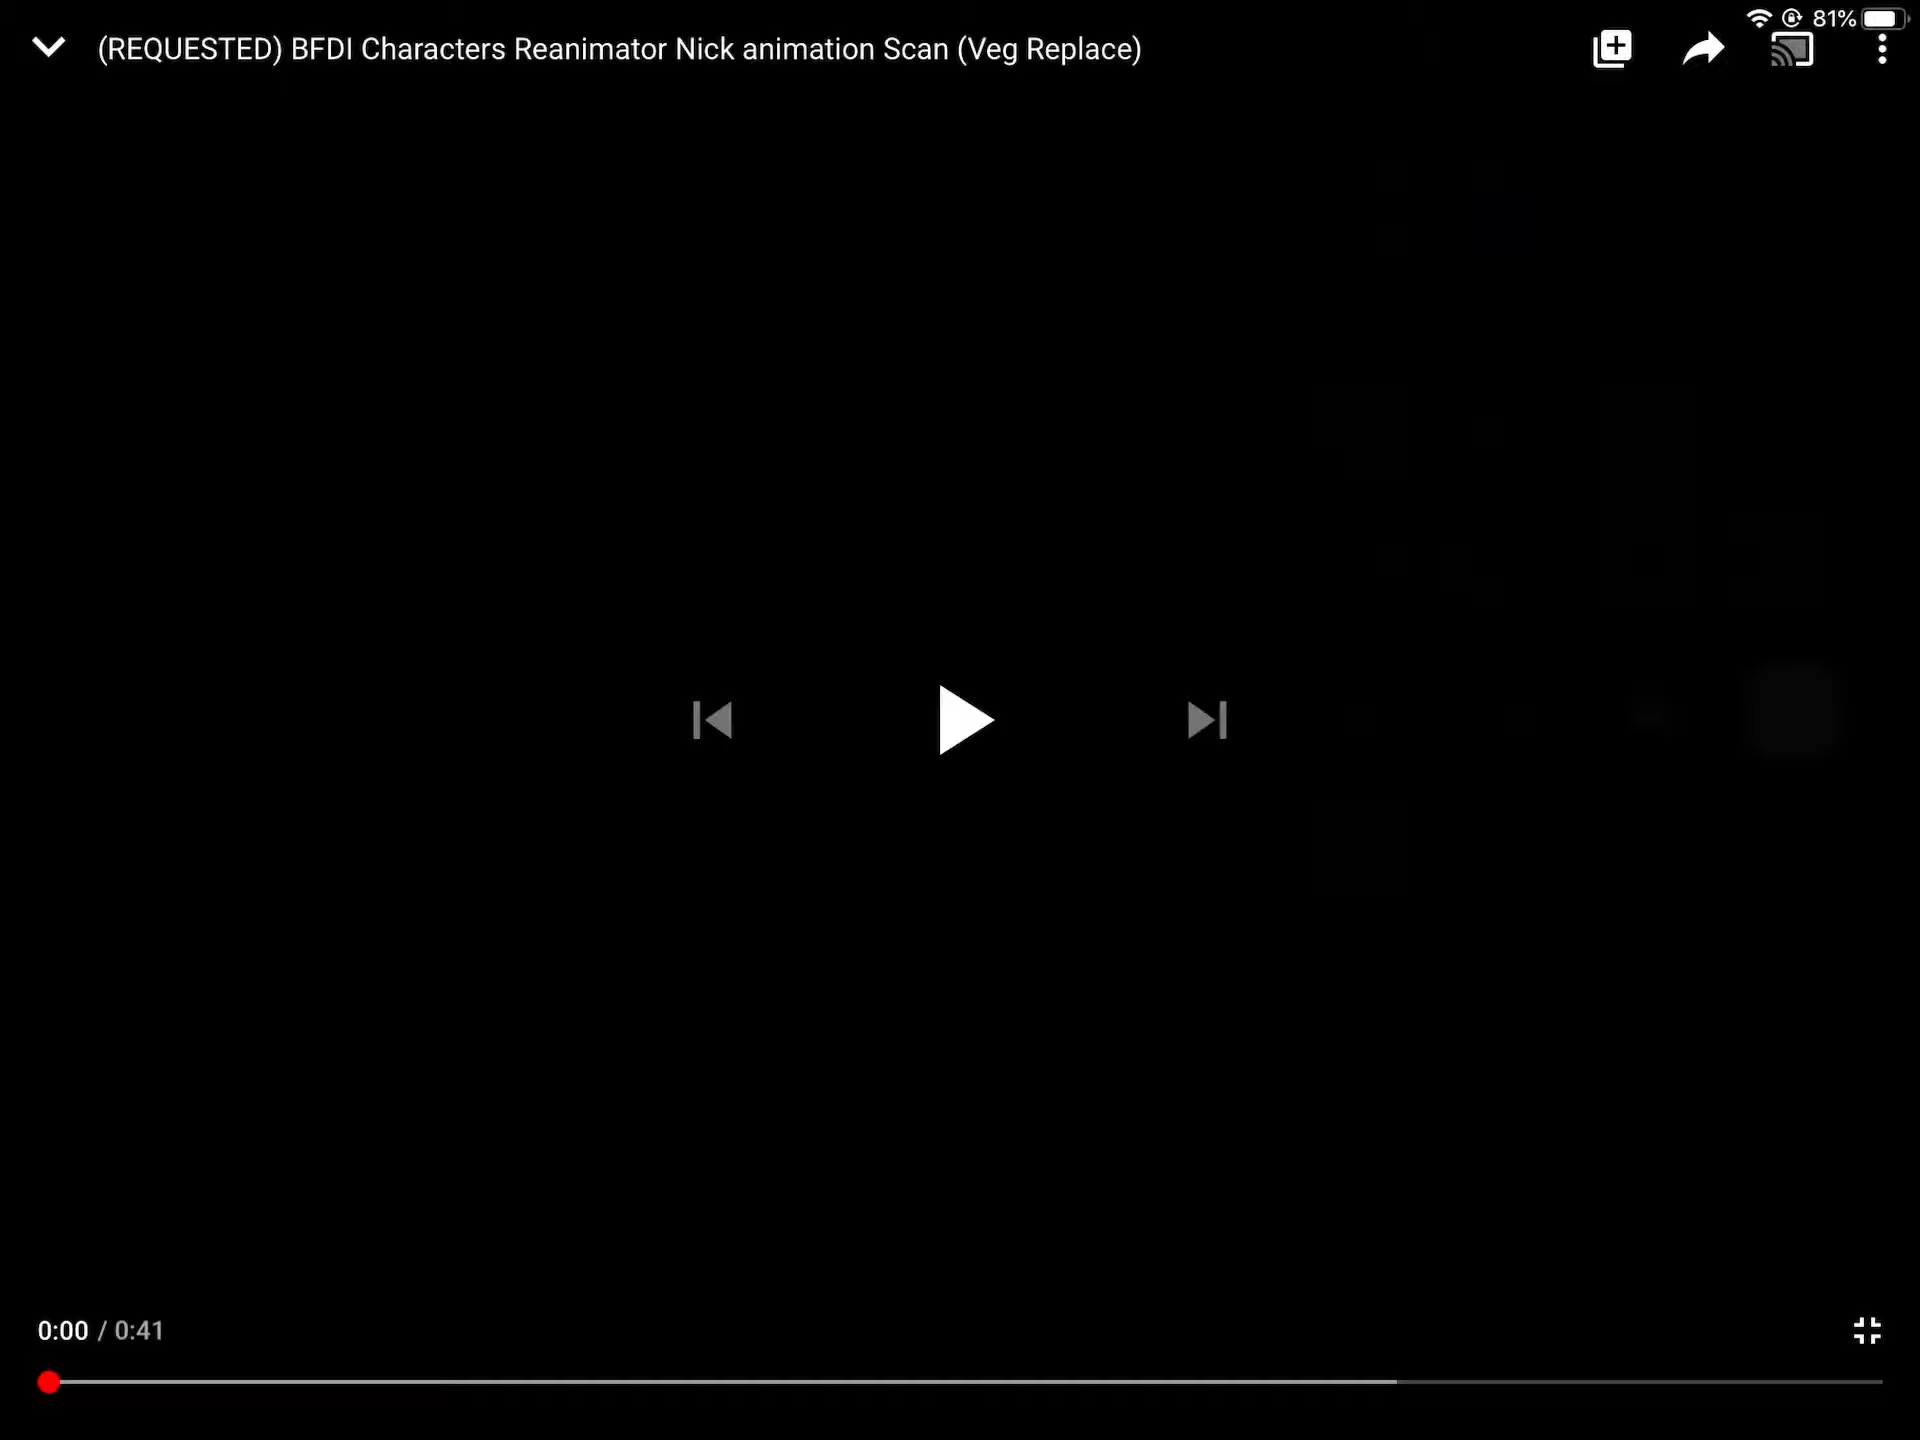 81%
(REQUESTED) BFDI Characters Reanimator Nick animation Scan (Veg Replace)
0:00 / 0:41